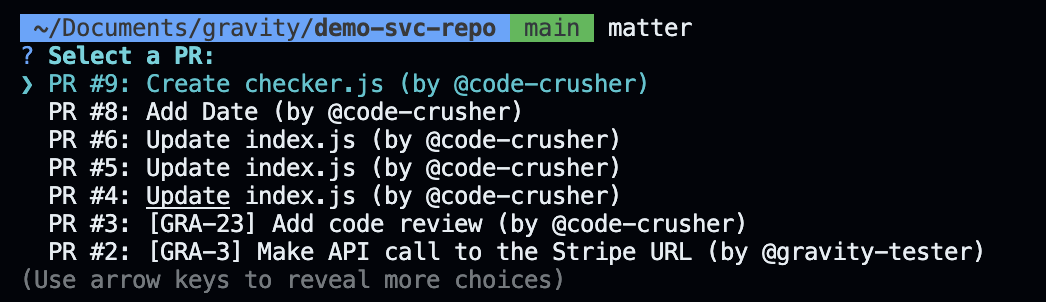 ~/Documents/gravity/demo-svc-repo main matter
? Select a PR:
❯ PR #9: Create checker.js (by @code-crusher)
PR #8: Add Date (by @code-crusher)
PR #6: Update index.js (by @code-crusher)
PR #5: Update index.js (by @code-crusher)
PR #4: Update index.js (by @code-crusher)
PR #3: [GRA-23] Add code review (by @code-crusher)
PR #2: [GRA-3] Make API call to the Stripe URL (by @gravity-tester)
(Use arrow keys to reveal more choices)